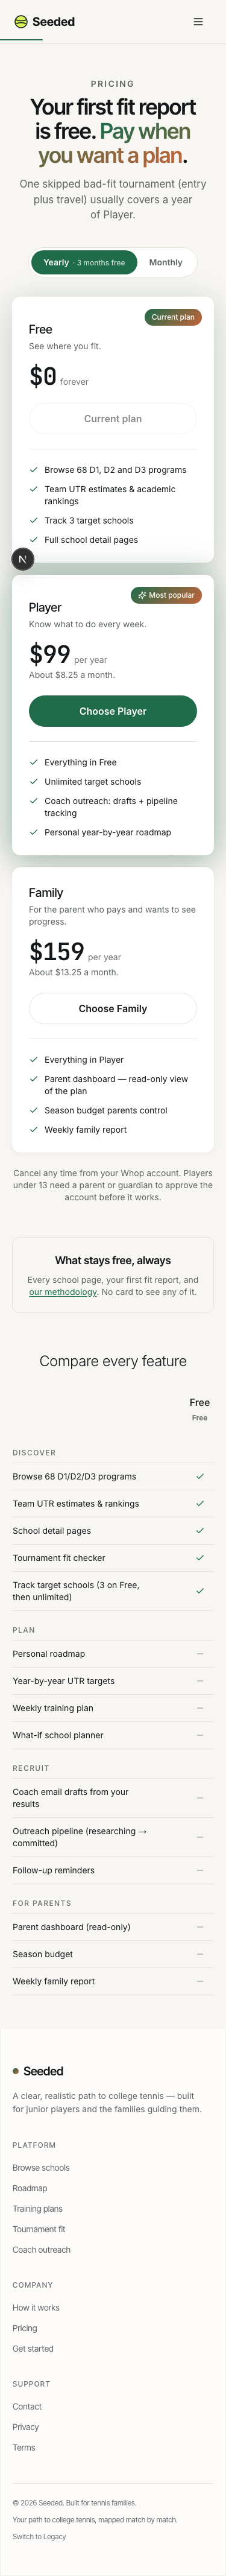 Seeded
PRICING
Your first fit report
is free. Pay when
you want a plan.
One skipped bad-fit tournament (entry
plus travel) usually covers a year
of Player.
Yearly · 3 months free
Monthly
Current plan
Free
See where you fit.
$0 forever
Current plan
Browse 68 D1, D2 and D3 programs
Team UTR estimates & academic
rankings
Track 3 target schools
Full school detail pages
N
Most popular
Player
Know what to do every week.
$99 per year
About $8.25 a month.
Choose Player
Everything in Free
Unlimited target schools
Coach outreach: drafts + pipeline
tracking
Personal year-by-year roadmap
Family
For the parent who pays and wants to see
progress.
$159 per year
About $13.25 a month.
Choose Family
Everything in Player
Parent dashboard — read-only view
of the plan
Season budget parents control
Weekly family report
Cancel any time from your Whop account. Players
under 13 need a parent or guardian to approve the
account before it works.
What stays free, always
Every school page, your first fit report, and
our methodology. No card to see any of it.
Compare every feature
Free
Free
DISCOVER
Browse 68 D1/D2/D3 programs
Team UTR estimates & rankings
School detail pages
Tournament fit checker
Track target schools (3 on Free,
then unlimited)
PLAN
Personal roadmap —
Year-by-year UTR targets —
Weekly training plan —
What-if school planner —
RECRUIT
Coach email drafts from your
results —
Outreach pipeline (researching →
committed) —
Follow-up reminders —
FOR PARENTS
Parent dashboard (read-only) —
Season budget —
Weekly family report —
Seeded
A clear, realistic path to college tennis — built
for junior players and the families guiding them.
PLATFORM
Browse schools
Roadmap
Training plans
Tournament fit
Coach outreach
COMPANY
How it works
Pricing
Get started
SUPPORT
Contact
Privacy
Terms
© 2026 Seeded. Built for tennis families.
Your path to college tennis, mapped match by match.
Switch to Legacy